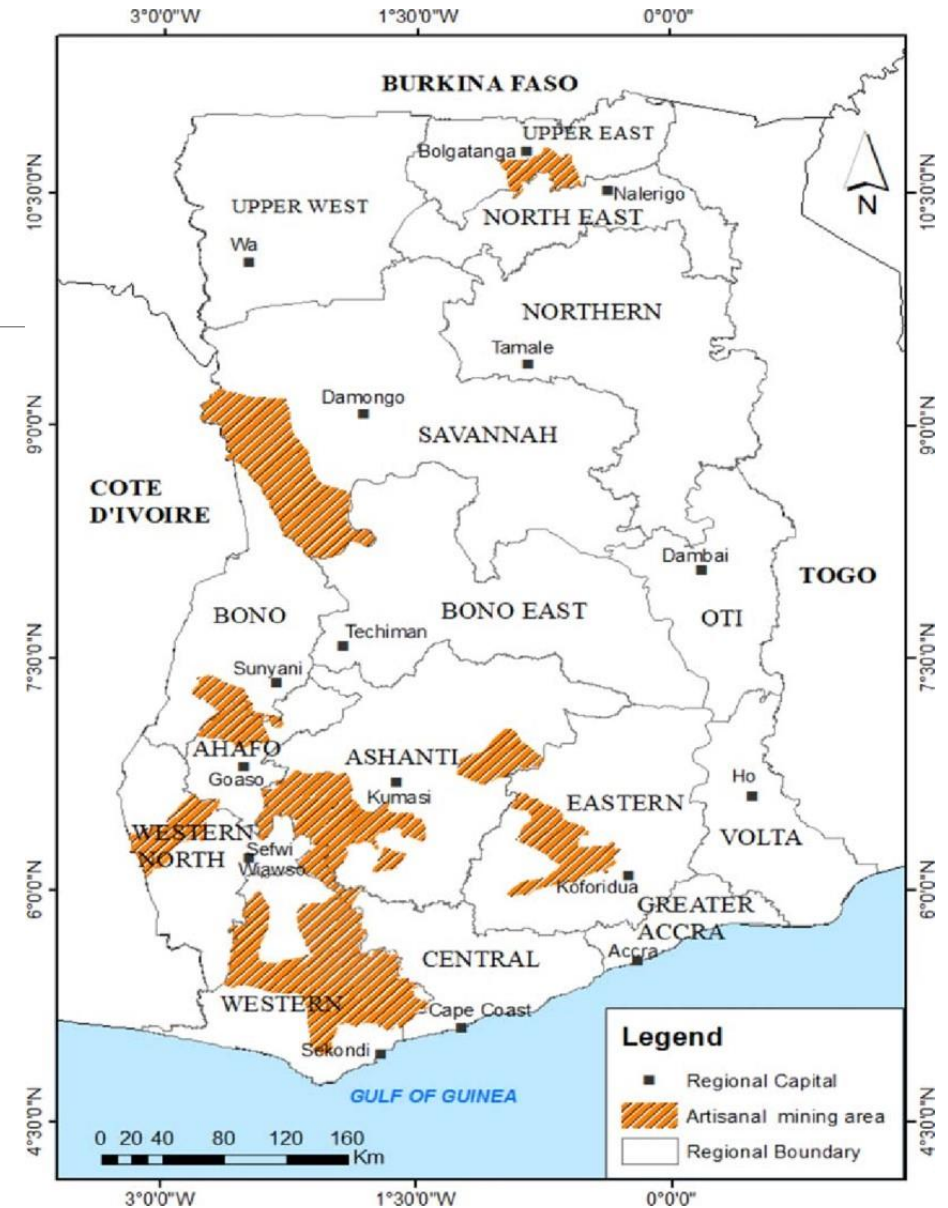 3°0'0"W
1°30'0"W
0°0'0"
BURKINA FASO
UPPER EAST
Bolgatanga
10°30'0"N
10°30'0"N
N
Nalerigo
UPPER WEST
NORTH EAST
Wa
NORTHERN
Tamale
Damongo
9°0'0"N
9°0'0"N
SAVANNAH
COTE
D'IVOIRE
Dambai
TOGO
BONO
BONO EAST
OTI
Techiman
7°30'0"N
7°30'0"N
Sunyani
AHAFO
ASHANTI
Goaso
Kumasi
Ho
EASTERN
WESTERN
NORTH
VOLTA
Sefwi
Wiawso
6°0'0"N
6°0'0"N
Koforidua
GREATER
ACCRA
Accra
CENTRAL
WESTERN
Cape Coast
Sekondi
GULF OF GUINEA
Legend
Regional Capital
Artisanal mining area
Regional Boundary
4°30'0"N
4°30'0"N
0 20 40 80 120 160
Km
3°0'0"W
1°30'0"W
0°0'0"